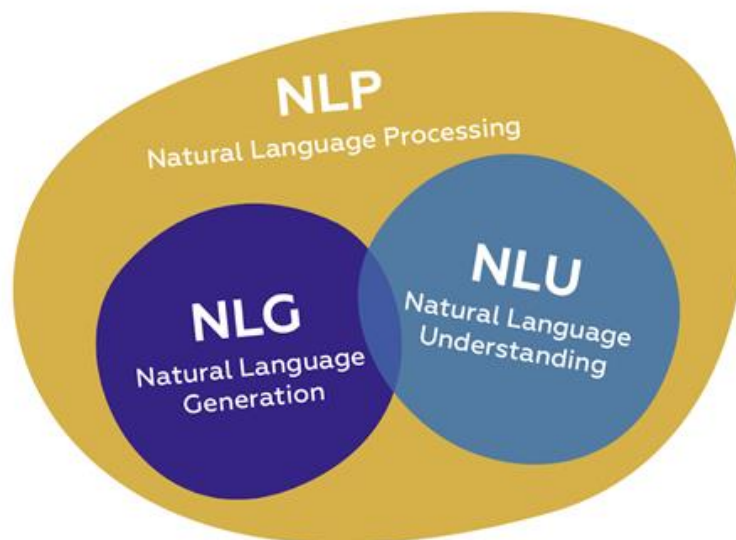 NLP
Natural Language Processing
NLG
Natural Language
Generation
NLU
Natural Language
Understanding